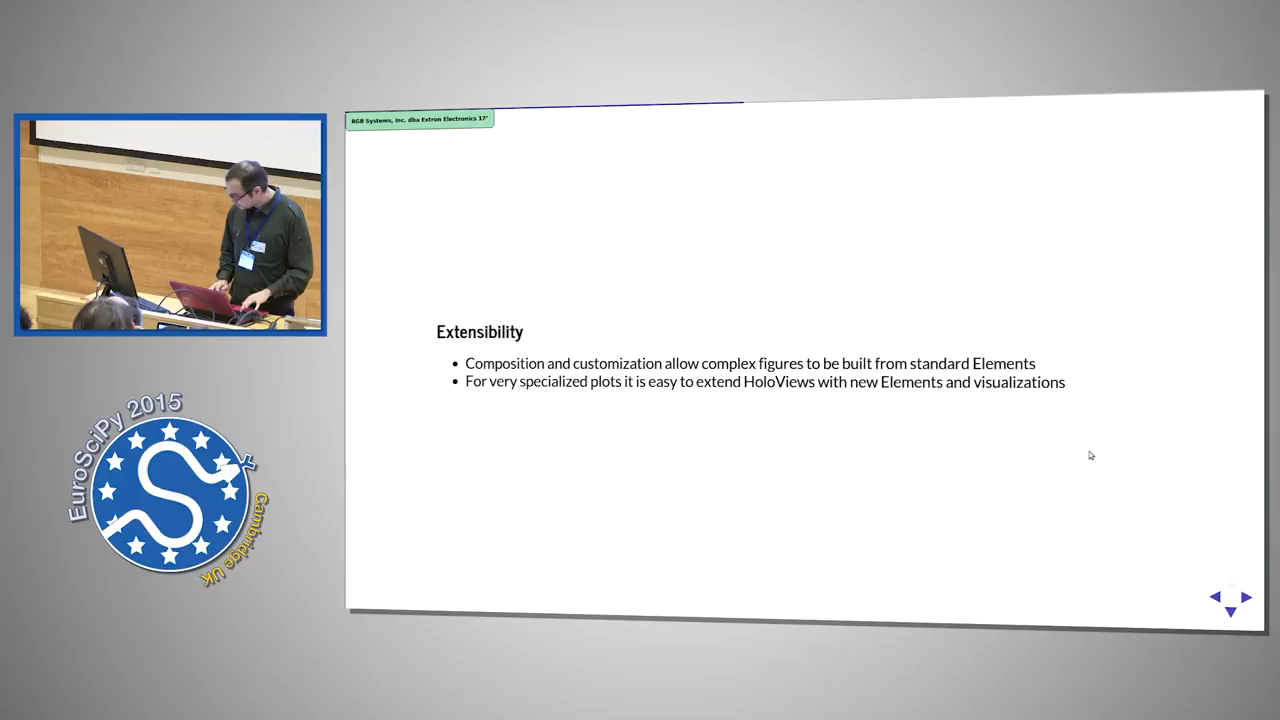 RGB Systems, Inc. dba Extron Electronics 17"
Extensibility
• Composition and customization allow complex figures to be built from standard Elements
• For very specialized plots it is easy to extend HoloViews with new Elements and visualizations
EuroSciPy 2015
Cambridge UK